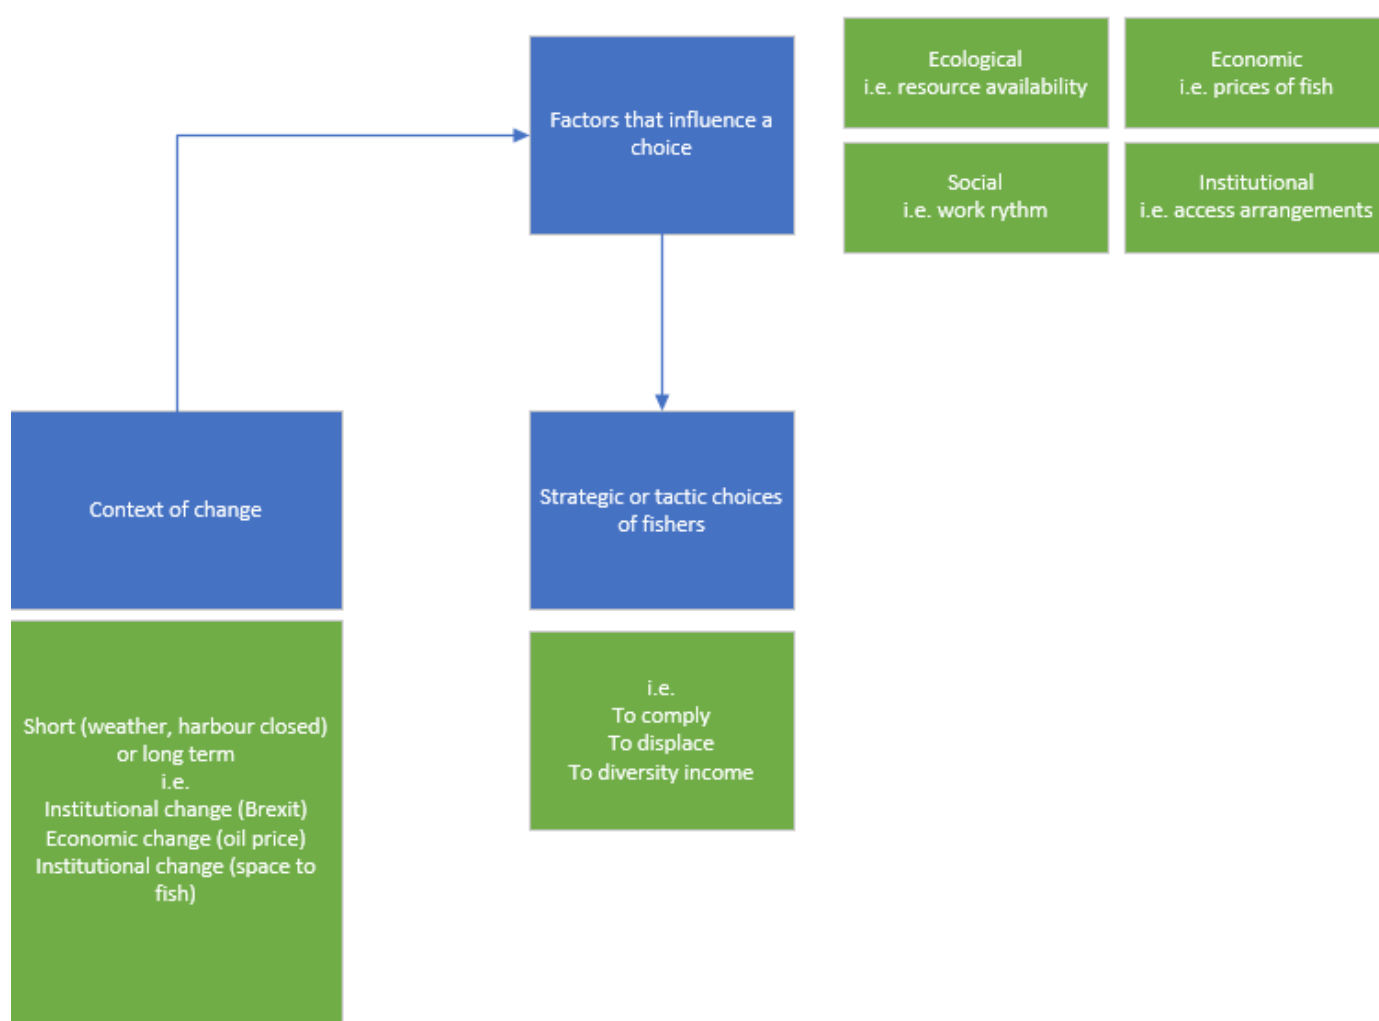 Factors that influence a
choice
Ecological
i.e. resource availability
Economic
i.e. prices of fish
Social
i.e. work rythm
Institutional
i.e. access arrangements
Context of change
Strategic or tactic choices
of fishers
Short (weather, harbour closed)
or long term
i.e.
Institutional change (Brexit)
Economic change (oil price)
Institutional change (space to
fish)
i.e.
To comply
To displace
To diversity income